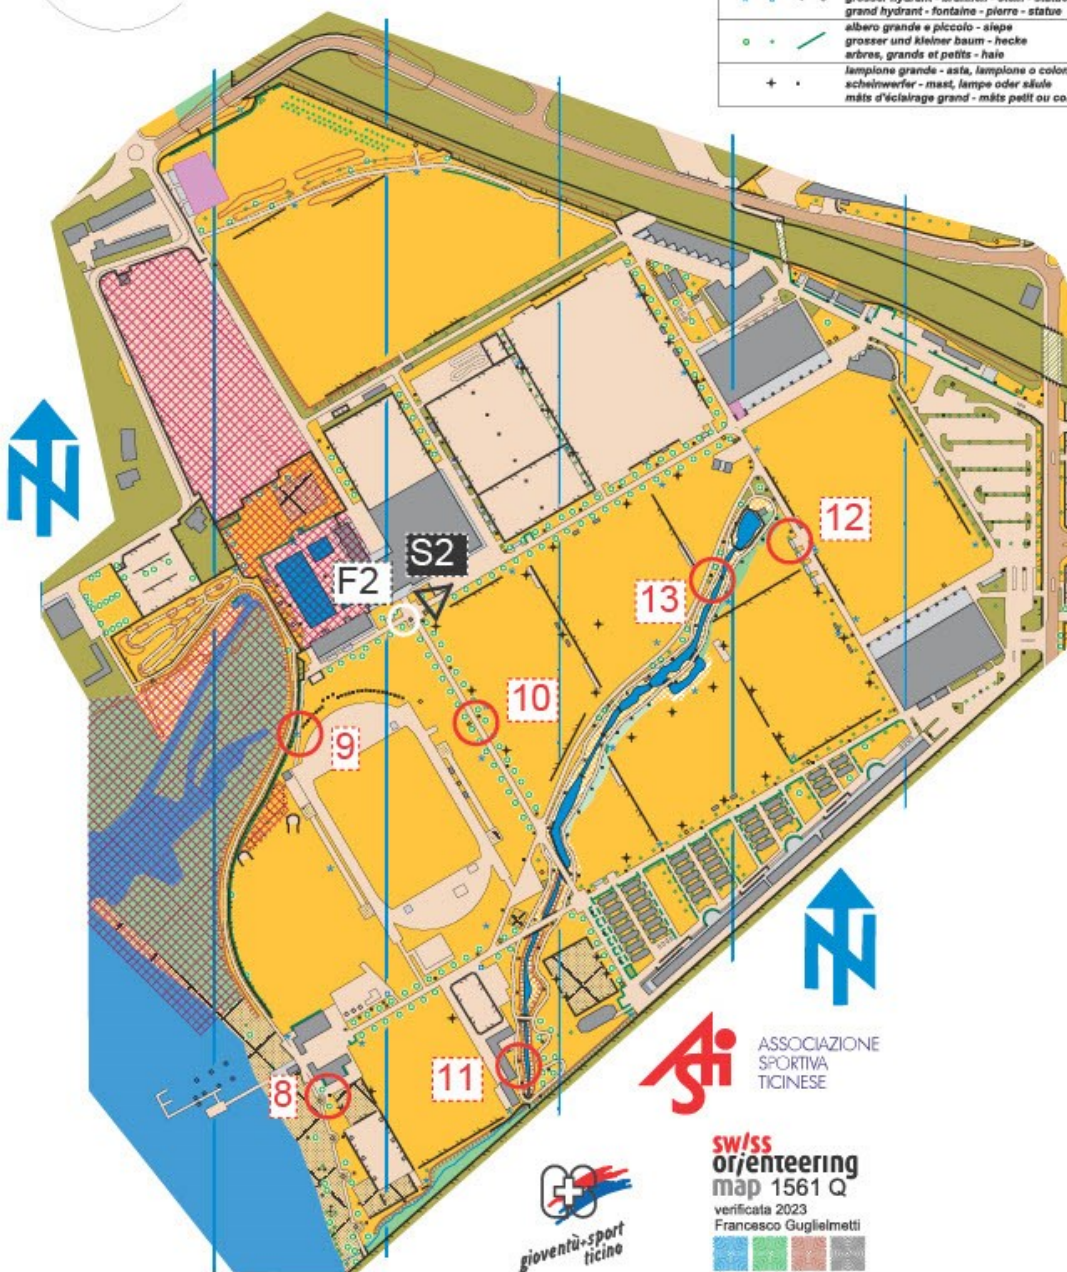 grand hydrant - fontaine - pierre - statue
albero grande e piccolo - siepe
grosser und kleiner baum - hecke
arbres, grands et petits - haie
lampione grande - asta, lampione o
scheinwerfer - mast, lampe oder säule
mâts d'éclairage grand - mâts petit ou
12
S2
F2
13
10
9
11
8
ASSOCIAZIONE
SPORTIVA
TICINESE
gioventù+sport
ticino
swiss
orienteering
map 1561 Q
verificata 2023
Francesco Guglielmetti